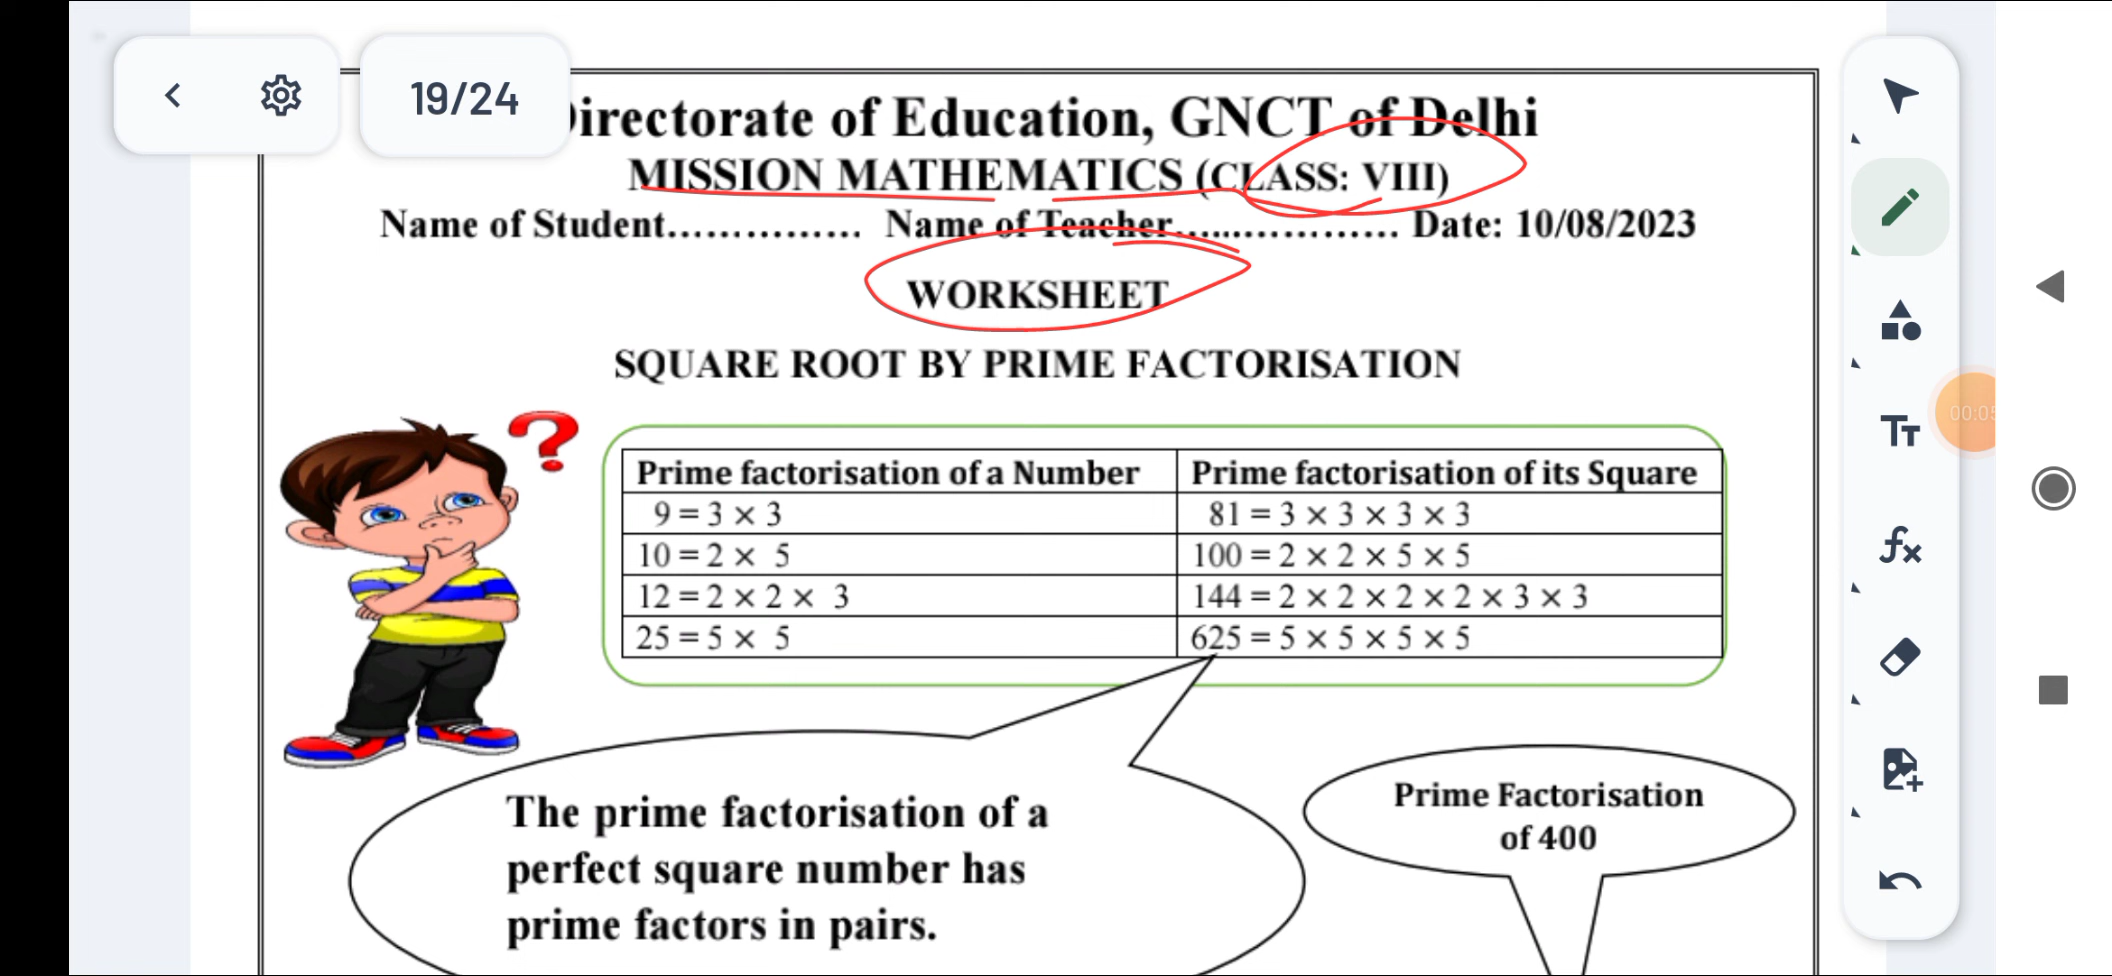 19/24
irectorate of Education, GNCT of Delhi
MISSION MATHEMATICS (CLASS: VIII)
Name of Student............... Name of Teacher.................... Date: 10/08/2023
WORKSHEET
SQUARE ROOT BY PRIME FACTORISATION
?
Prime factorisation of a Number Prime factorisation of its Square
9 = 3 × 3 81 = 3 × 3 × 3 × 3
10 = 2 × 5 100 = 2 × 2 × 5 × 5
12 = 2 × 2 × 3 144 = 2 × 2 × 2 × 2 × 3 × 3
25 = 5 × 5 625 = 5 × 5 × 5 × 5
The prime factorisation of a
perfect square number has
prime factors in pairs.
Prime Factorisation
of 400
Tт
fx